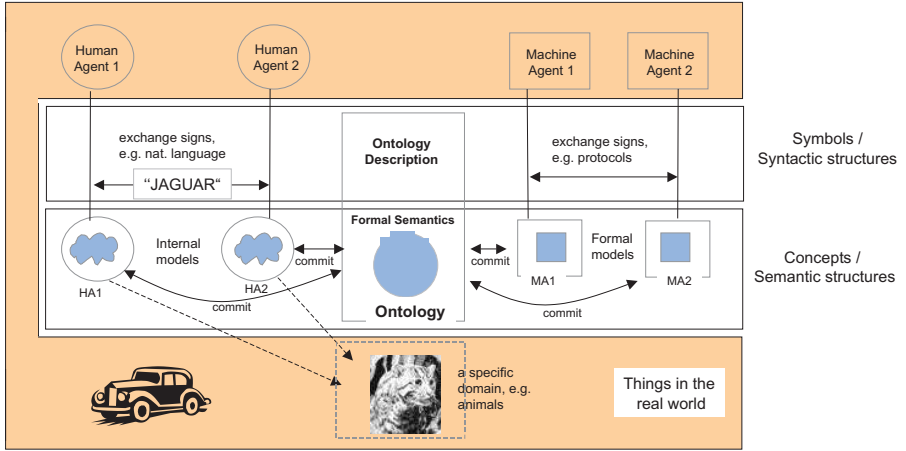 Human
Agent 1
Human
Agent 2
Machine
Agent 1
Machine
Agent 2
exchange signs,
e.g. nat. language
“JAGUAR“
Ontology
Description
exchange signs,
e.g. protocols
Symbols /
Syntactic structures
Internal
models
HA1
HA2
commit
commit
Formal Semantics
Ontology
commit
commit
Formal
models
MA1
MA2
Concepts /
Semantic structures
a specific
domain, e.g.
animals
Things in the
real world